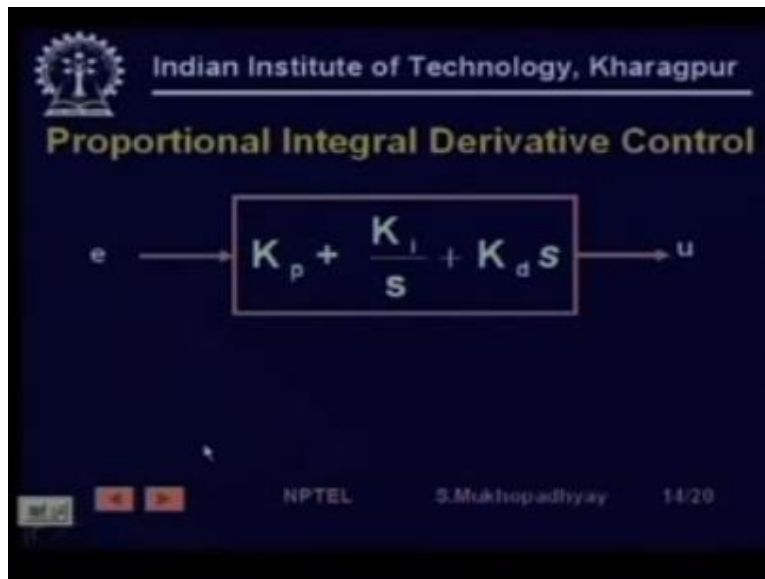 Indian Institute of Technology, Kharagpur
Proportional Integral Derivative Control
e K_p + K_i/s + K_d s u
NPTEL S.Mukhopadhyay 14/20